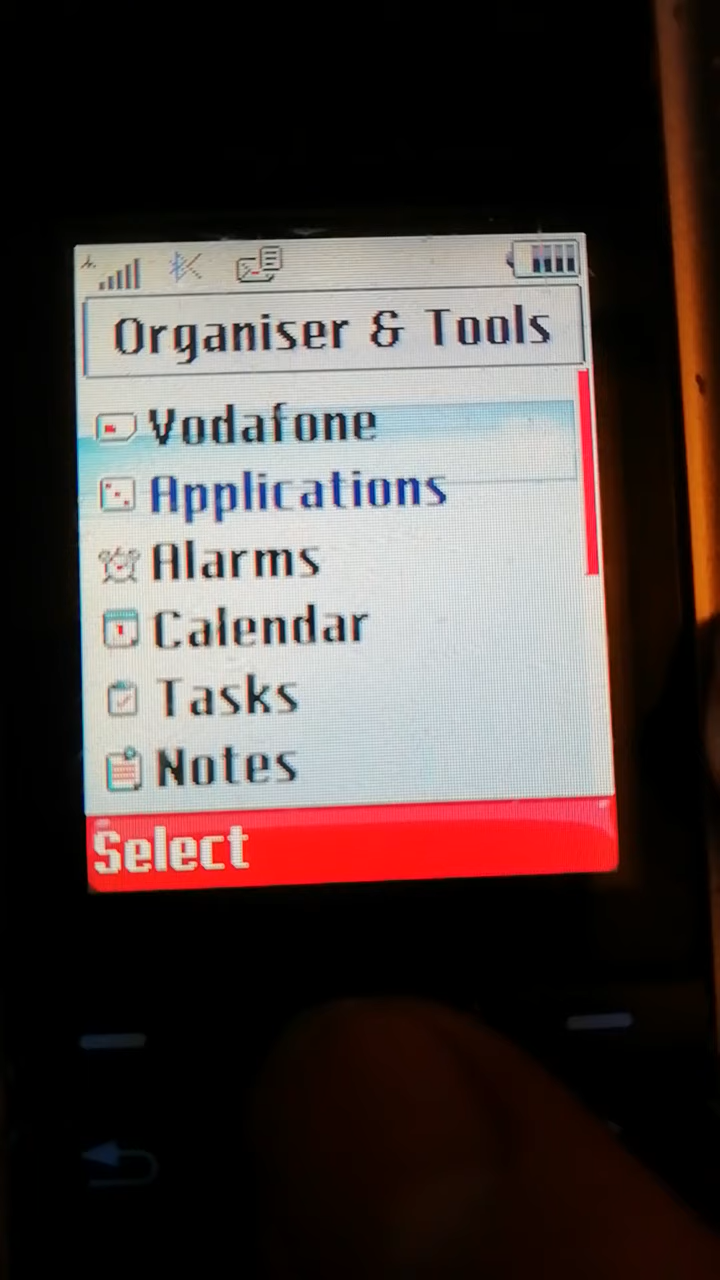 Organiser & Tools
Vodafone
Applications
Alarms
Calendar
Tasks
Notes
Select